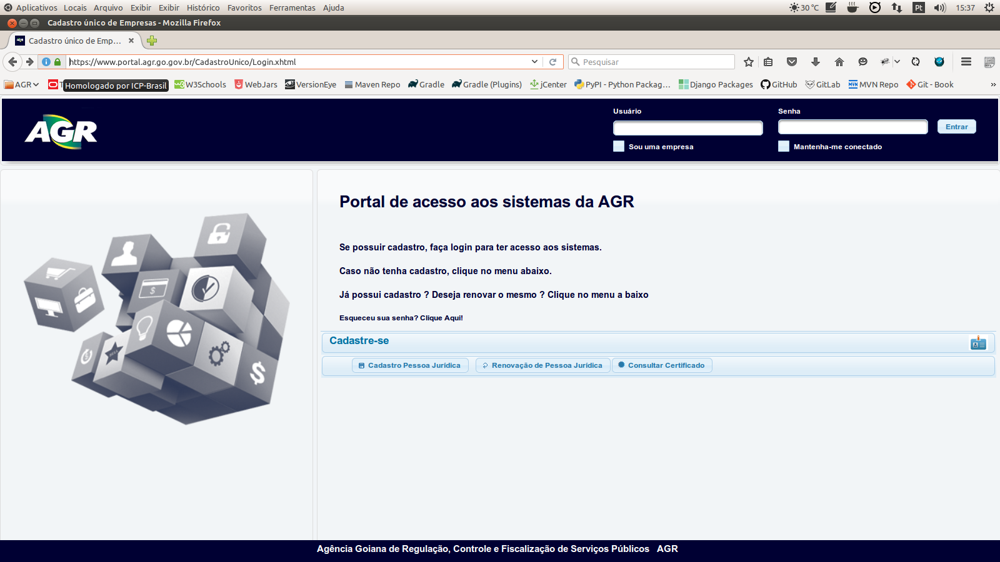 Aplicativos Locais Arquivo Exibir Exibir Histórico Favoritos Ferramentas Ajuda 30 °C Pt 15:37
Cadastro único de Empresas - Mozilla Firefox
AGR Cadastro único de Emp...
https://www.portal.agr.go.gov.br/CadastroUnico/Login.xhtml Pesquisar
AGR T Homologado por ICP-Brasil W3Schools WebJars VersionEye Maven Repo Gradle Gradle (Plugins) jCenter PyPI - Python Packag... Django Packages GitHub GitLab MVN Repo Git - Book »
AGR
Usuário Senha
Entrar
Sou uma empresa Mantenha-me conectado
Portal de acesso aos sistemas da AGR
Se possuir cadastro, faça login para ter acesso aos sistemas.
Caso não tenha cadastro, clique no menu abaixo.
Já possui cadastro ? Deseja renovar o mesmo ? Clique no menu a baixo
Esqueceu sua senha? Clique Aqui!
Cadastre-se
Cadastro Pessoa Jurídica Renovação de Pessoa Jurídica Consultar Certificado
Agência Goiana de Regulação, Controle e Fiscalização de Serviços Públicos AGR